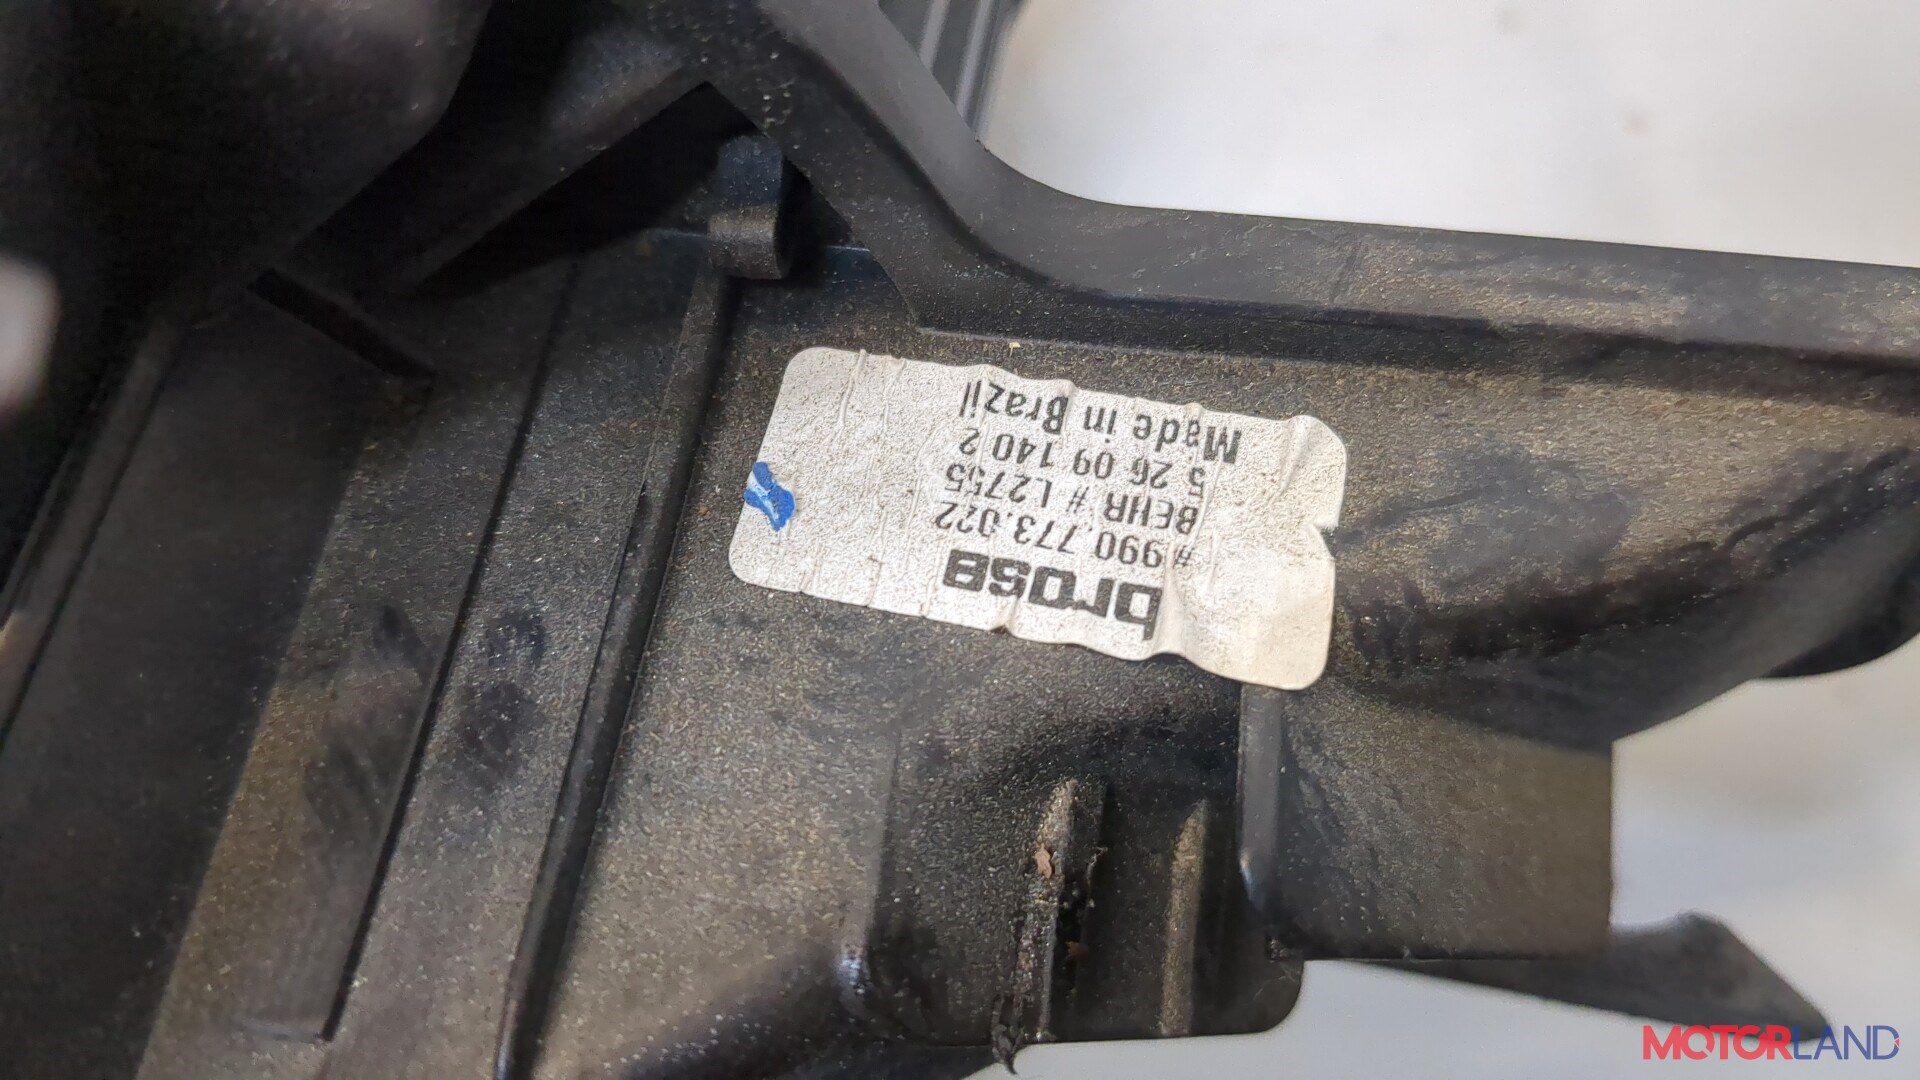 brose
#990.773.022
BEHR # L2755
5 26 09 140 2
Made in Brazil
MOTORLAND